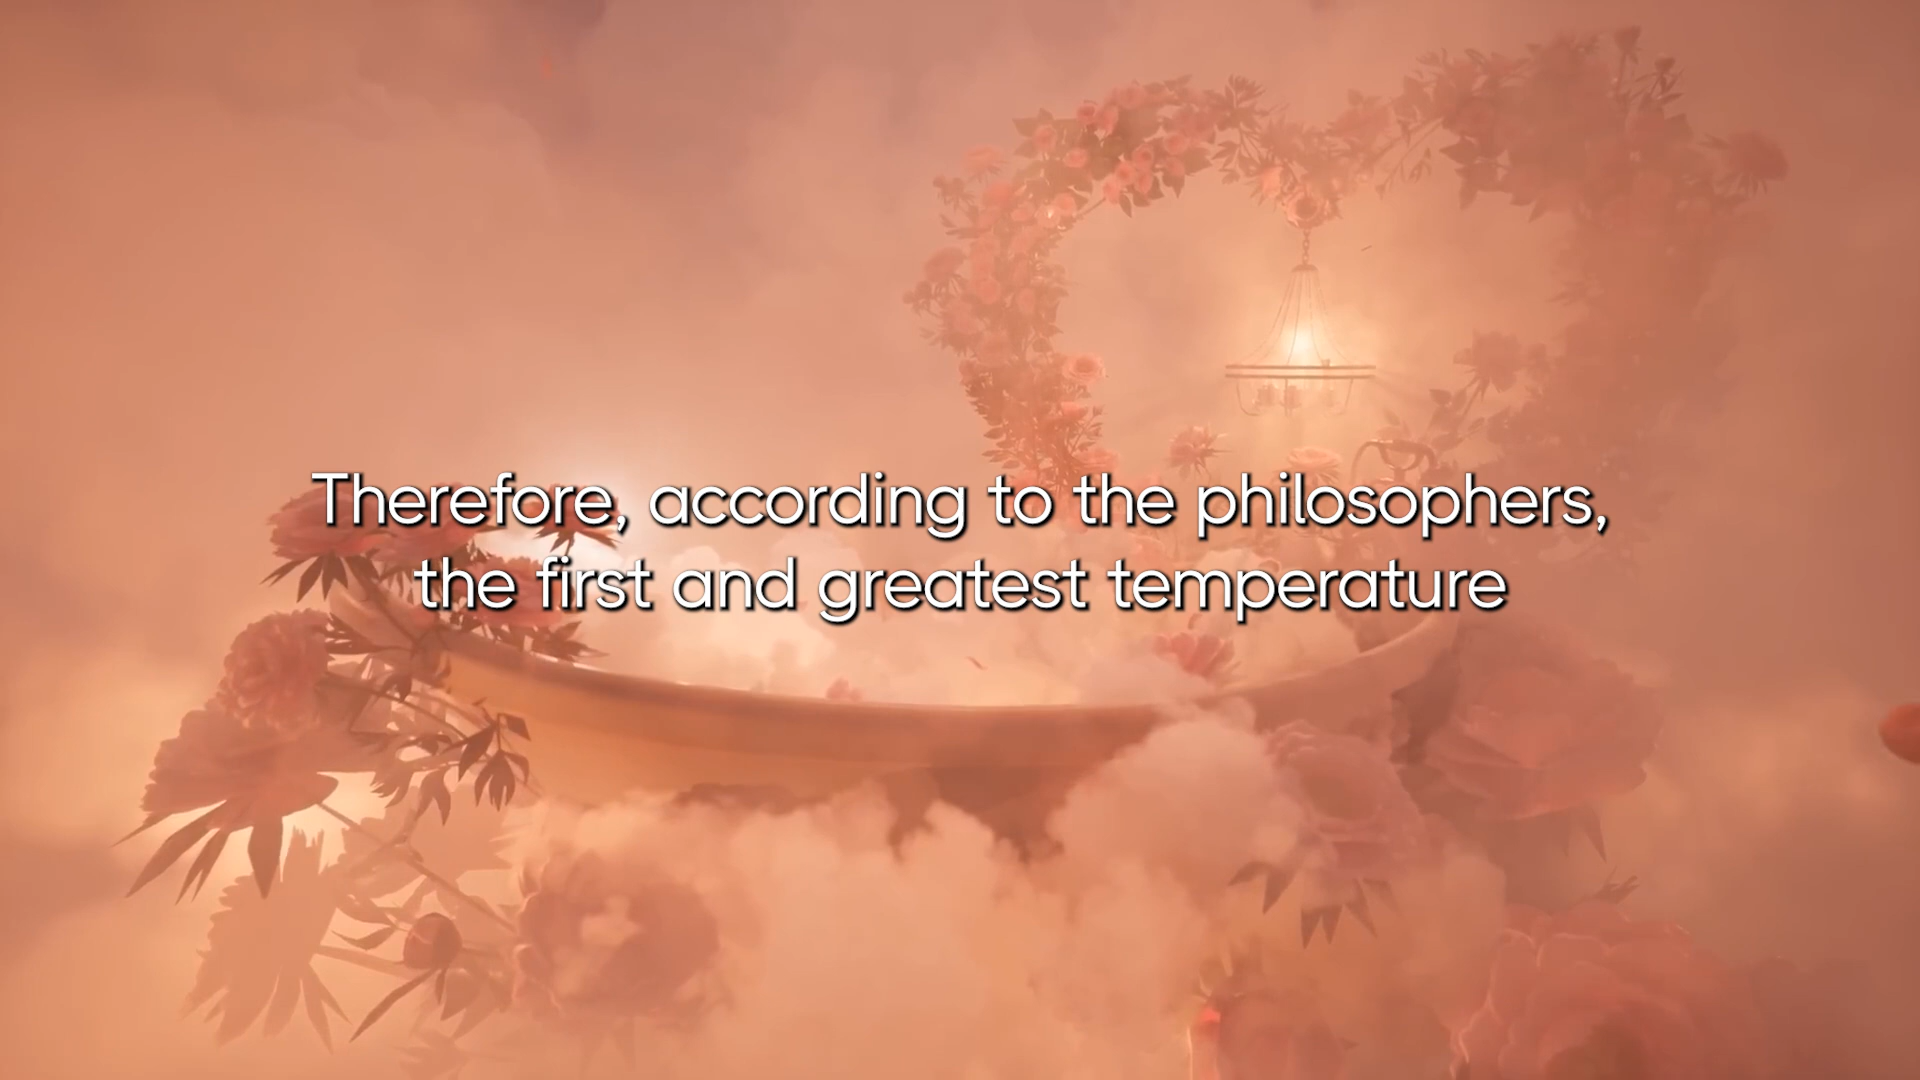 Therefore, according to the philosophers,
the first and greatest temperature